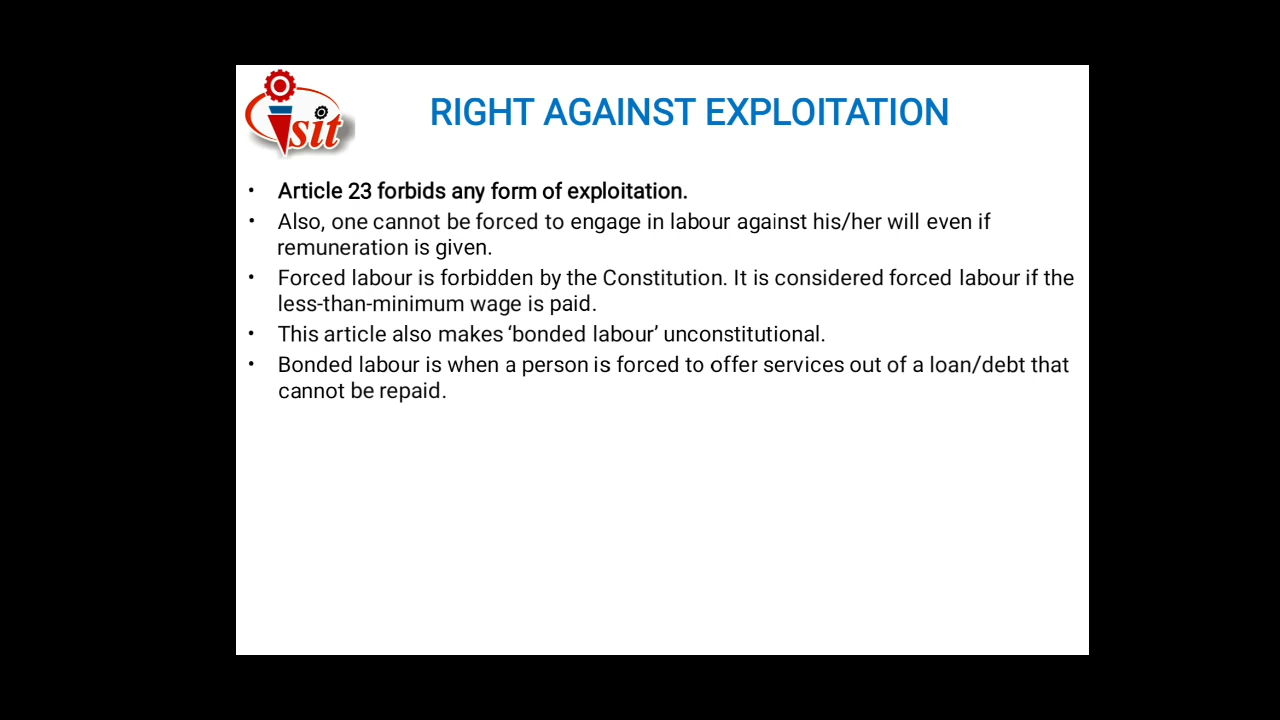 isit
RIGHT AGAINST EXPLOITATION
• Article 23 forbids any form of exploitation.
• Also, one cannot be forced to engage in labour against his/her will even if
remuneration is given.
• Forced labour is forbidden by the Constitution. It is considered forced labour if the
less-than-minimum wage is paid.
• This article also makes ‘bonded labour’ unconstitutional.
• Bonded labour is when a person is forced to offer services out of a loan/debt that
cannot be repaid.